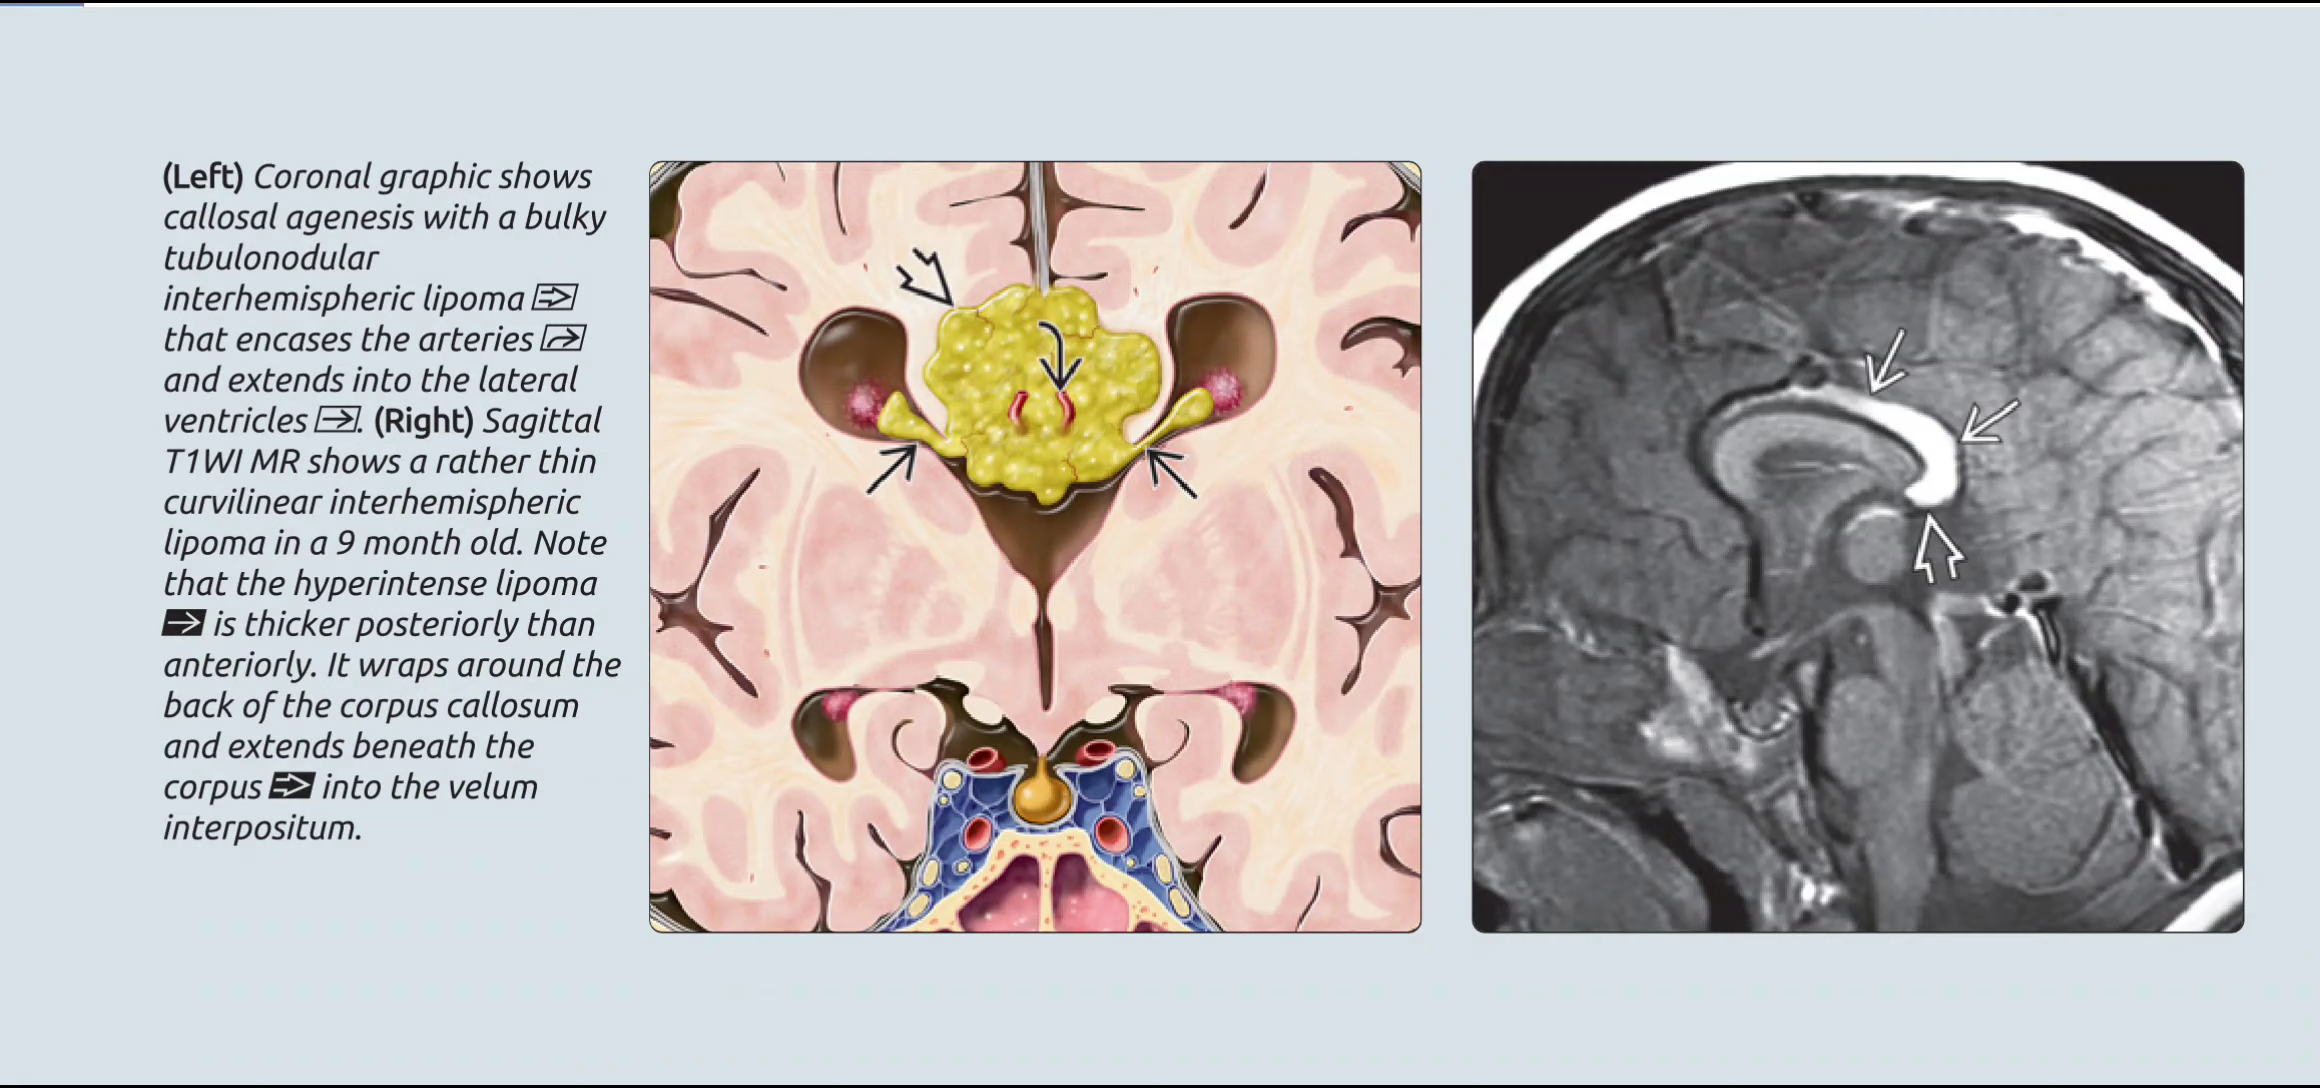 (Left) Coronal graphic shows
callosal agenesis with a bulky
tubulonodular
interhemispheric lipoma
that encases the arteries
and extends into the lateral
ventricles . (Right) Sagittal
T1WI MR shows a rather thin
curvilinear interhemispheric
lipoma in a 9 month old. Note
that the hyperintense lipoma
is thicker posteriorly than
anteriorly. It wraps around the
back of the corpus callosum
and extends beneath the
corpus into the velum
interpositum.